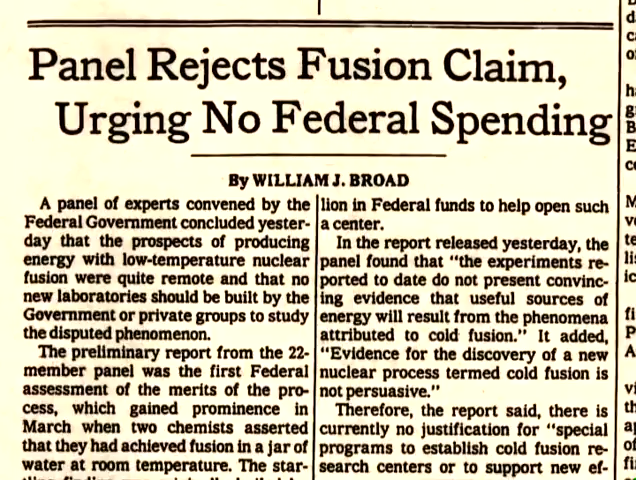 Panel Rejects Fusion Claim,
Urging No Federal Spending
By WILLIAM J. BROAD
A panel of experts convened by the
Federal Government concluded yester-
day that the prospects of producing
energy with low-temperature nuclear
fusion were quite remote and that no
new laboratories should be built by the
Government or private groups to study
the disputed phenomenon.
The preliminary report from the 22-
member panel was the first Federal
assessment of the merits of the pro-
cess, which gained prominence in
March when two chemists asserted
that they had achieved fusion in a jar of
water at room temperature. The star-
lion in Federal funds to help open such
a center.
In the report released yesterday, the
panel found that “the experiments re-
ported to date do not present convinc-
ing evidence that useful sources of
energy will result from the phenomena
attributed to cold fusion.” It added,
“Evidence for the discovery of a new
nuclear process termed cold fusion is
not persuasive.”
Therefore, the report said, there is
currently no justification for “special
programs to establish cold fusion re-
search centers or to support new ef-